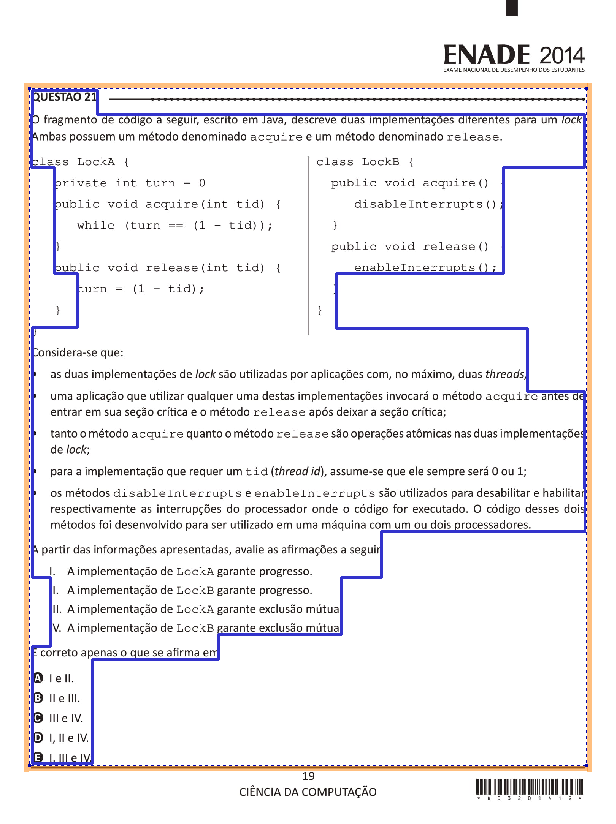 ENADE 2014
EXAME NACIONAL DE DESEMPENHO DOS ESTUDANTES
QUESTÃO 21
O fragmento de código a seguir, escrito em Java, descreve duas implementações diferentes para um lock.
Ambas possuem um método denominado acquire e um método denominado release.
class LockA {
private int turn = 0
public void acquire(int tid) {
while (turn == (1 - tid));
}
public void release(int tid) {
turn = (1 - tid);
}
}
class LockB {
public void acquire() {
disableInterrupts();
}
public void release() {
enableInterrupts();
}
}
Considera-se que:
• as duas implementações de lock são utilizadas por aplicações com, no máximo, duas threads;
• uma aplicação que utilizar qualquer uma destas implementações invocará o método acquire antes de
entrar em sua seção crítica e o método release após deixar a seção crítica;
• tanto o método acquire quanto o método release são operações atômicas nas duas implementações
de lock;
• para a implementação que requer um tid (thread id), assume-se que ele sempre será 0 ou 1;
• os métodos disableInterrupts e enableInterrupts são utilizados para desabilitar e habilitar
respectivamente as interrupções do processador onde o código for executado. O código desses dois
métodos foi desenvolvido para ser utilizado em uma máquina com um ou dois processadores.
A partir das informações apresentadas, avalie as afirmações a seguir
I. A implementação de LockA garante progresso.
II. A implementação de LockB garante progresso.
III. A implementação de LockA garante exclusão mútua
IV. A implementação de LockB garante exclusão mútua
É correto apenas o que se afirma em
A I e II.
B II e III.
C III e IV.
D I, II e IV.
E I, III e IV.
19
CIÊNCIA DA COMPUTAÇÃO